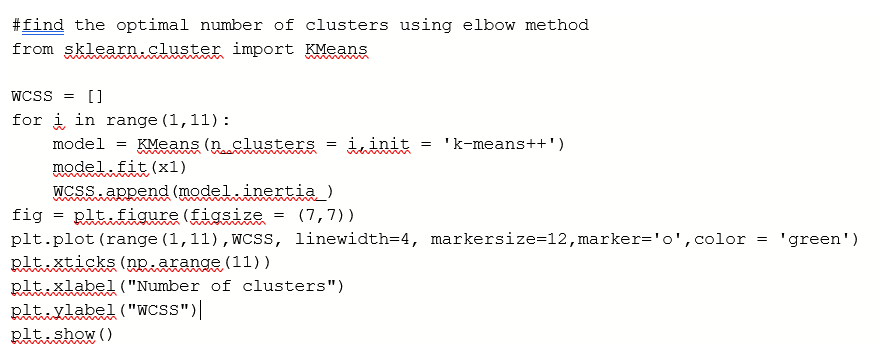 #find the optimal number of clusters using elbow method
from sklearn.cluster import KMeans
WCSS = []
for i in range(1,11):
    model = KMeans(n_clusters = i,init = 'k-means++')
    model.fit(x1)
    WCSS.append(model.inertia_)
fig = plt.figure(figsize = (7,7))
plt.plot(range(1,11),WCSS, linewidth=4, markersize=12,marker='o',color = 'green')
plt.xticks(np.arange(11))
plt.xlabel("Number of clusters")
plt.ylabel("WCSS")
plt.show()